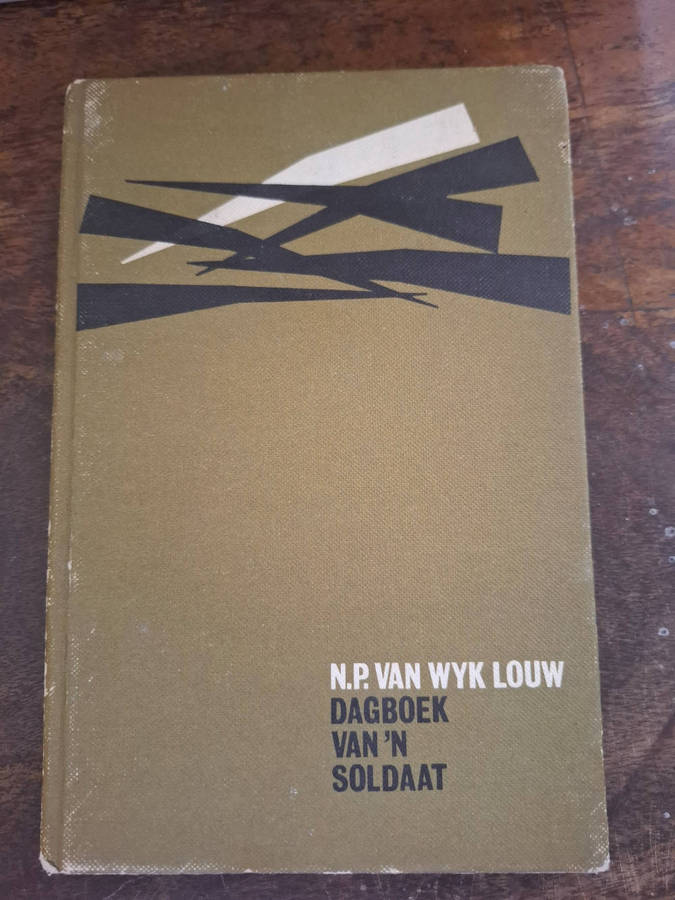 N.P. VAN WYK LOUW
DAGBOEK
VAN 'N
SOLDAAT